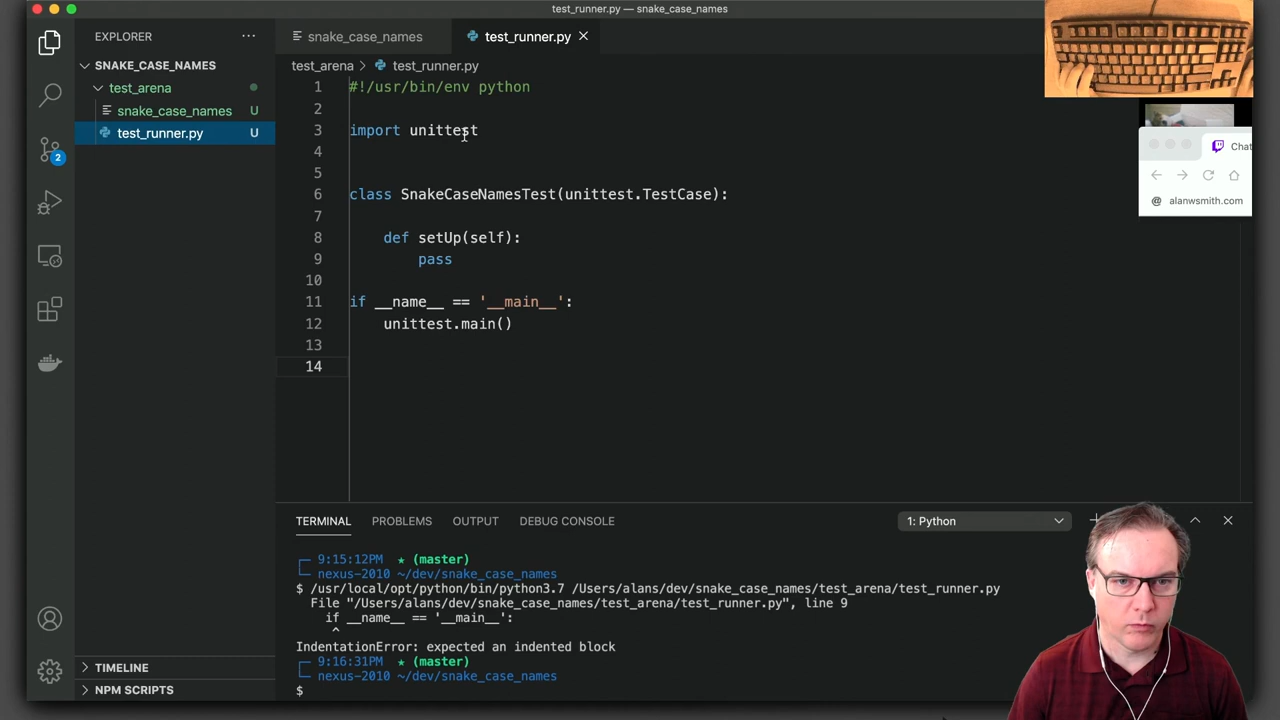 test_runner.py — snake_case_names
EXPLORER
snake_case_names
test_runner.py
SNAKE_CASE_NAMES
test_arena
snake_case_names U
test_runner.py U
TIMELINE
NPM SCRIPTS
2
test_arena > test_runner.py
1 #!/usr/bin/env python
2
3 import unittest
4
5
6 class SnakeCaseNamesTest(unittest.TestCase):
7
8 def setUp(self):
9 pass
10
11 if __name__ == '__main__':
12 unittest.main()
13
14
TERMINAL PROBLEMS OUTPUT DEBUG CONSOLE
1: Python
9:15:12PM ★ (master)
nexus-2010 ~/dev/snake_case_names
$ /usr/local/opt/python/bin/python3.7 /Users/alans/dev/snake_case_names/test_arena/test_runner.py
File "/Users/alans/dev/snake_case_names/test_arena/test_runner.py", line 9
if __name__ == '__main__':
^
IndentationError: expected an indented block
9:16:31PM ★ (master)
nexus-2010 ~/dev/snake_case_names
$
Chat
@ alanwsmith.com